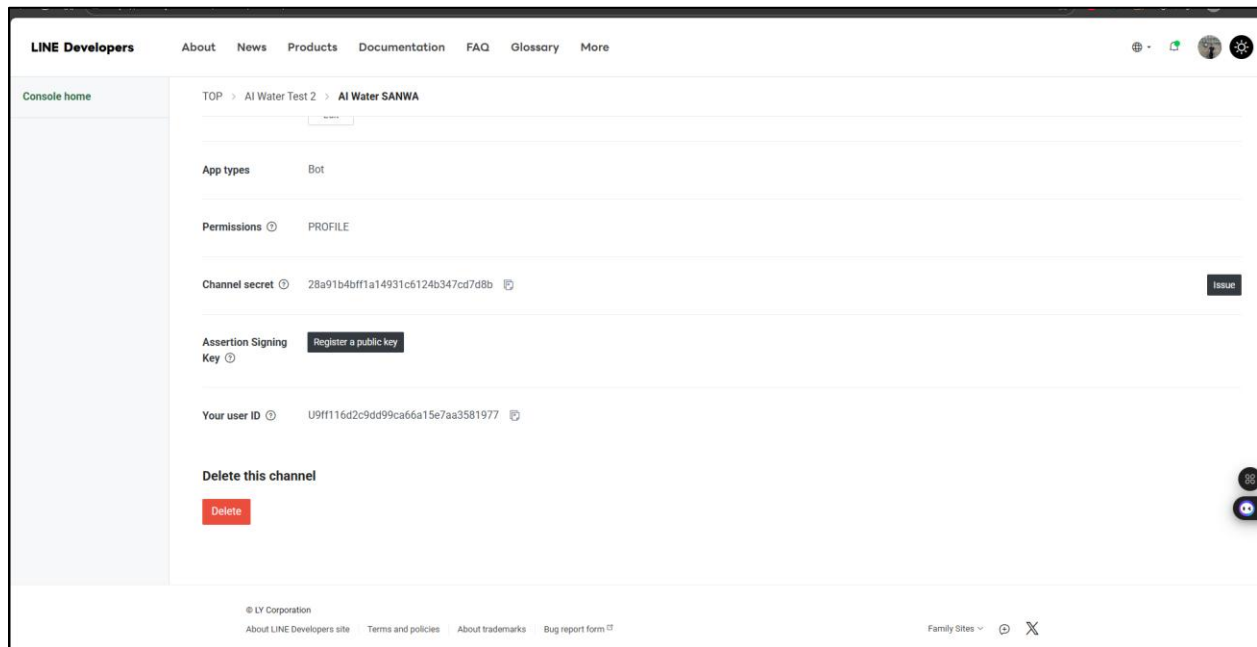 LINE Developers About News Products Documentation FAQ Glossary More
Console home
TOP > AI Water Test 2 > AI Water SANWA
App types Bot
Permissions PROFILE
Channel secret 28a91b4bff1a14931c6124b347cd7d8b Issue
Assertion Signing Key Register a public key
Your user ID U9ff116d2c9dd99ca66a15e7aa3581977
Delete this channel
Delete
© LY Corporation
About LINE Developers site Terms and policies About trademarks Bug report form Family Sites